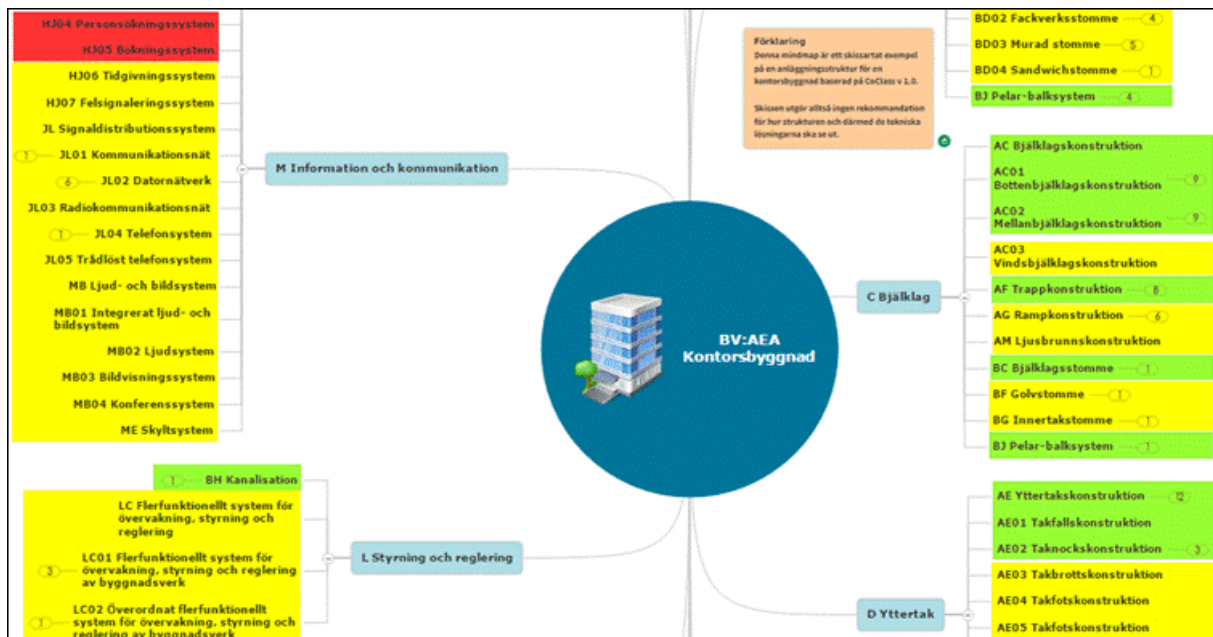 HJ04 Personsökningssystem
HJ05 Bokningssystem
HJ06 Tidgivningssystem
HJ07 Felsignaleringssystem
JL Signaldistributionssystem
1 JL01 Kommunikationsnät
6 JL02 Datornätverk
JL03 Radiokommunikationsnät
1 JL04 Telefonsystem
JL05 Trådlöst telefonsystem
MB Ljud- och bildsystem
MB01 Integrerat ljud- och
bildsystem
MB02 Ljudsystem
MB03 Bildvisningssystem
MB04 Konferenssystem
ME Skyltsystem
M Information och kommunikation
1 BH Kanalisation
LC Flerfunktionellt system för
övervakning, styrning och
reglering
3 LC01 Flerfunktionellt system för
övervakning, styrning och reglering
av byggnadsverk
1 LC02 Överordnat flerfunktionellt
system för övervakning, styrning och
reglering av byggnadsverk
L Styrning och reglering
Förklaring
Denna mindmap är ett skissartat exempel
på en anläggningsstruktur för en
kontorsbyggnad baserad på CoClass v 1.0.
Skissen utgör alltså ingen rekommandation
för hur strukturen och därmed de tekniska
lösningarna ska se ut.
BV:AEA
Kontorsbyggnad
BD02 Fackverksstomme 4
BD03 Murad stomme 5
BD04 Sandwichstomme 1
BJ Pelar-balksystem 4
C Bjälklag
AC Bjälklagskonstruktion
AC01
Bottenbjälklagskonstruktion 9
AC02
Mellanbjälklagskonstruktion 9
AC03
Vindsbjälklagskonstruktion
AF Trappkonstruktion 8
AG Rampkonstruktion 6
AM Ljusbrunnskonstruktion
BC Bjälklagsstomme 1
BF Golvstomme 1
BG Innertakstomme 1
BJ Pelar-balksystem 1
D Yttertak
AE Yttertakskonstruktion 12
AE01 Takfallskonstruktion
AE02 Taknockskonstruktion 3
AE03 Takbrottskonstruktion
AE04 Takfotskonstruktion
AE05 Takfotskonstruktion